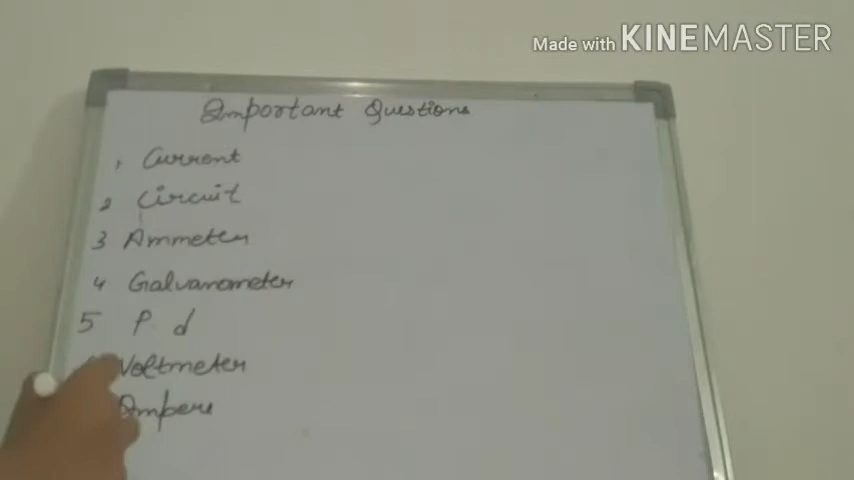 Made with KINEMASTER
Important Questions
1 Current
2 Circuit
3 Ammeter
4 Galvanometer
5 P. d
Voltmeter
Ampere